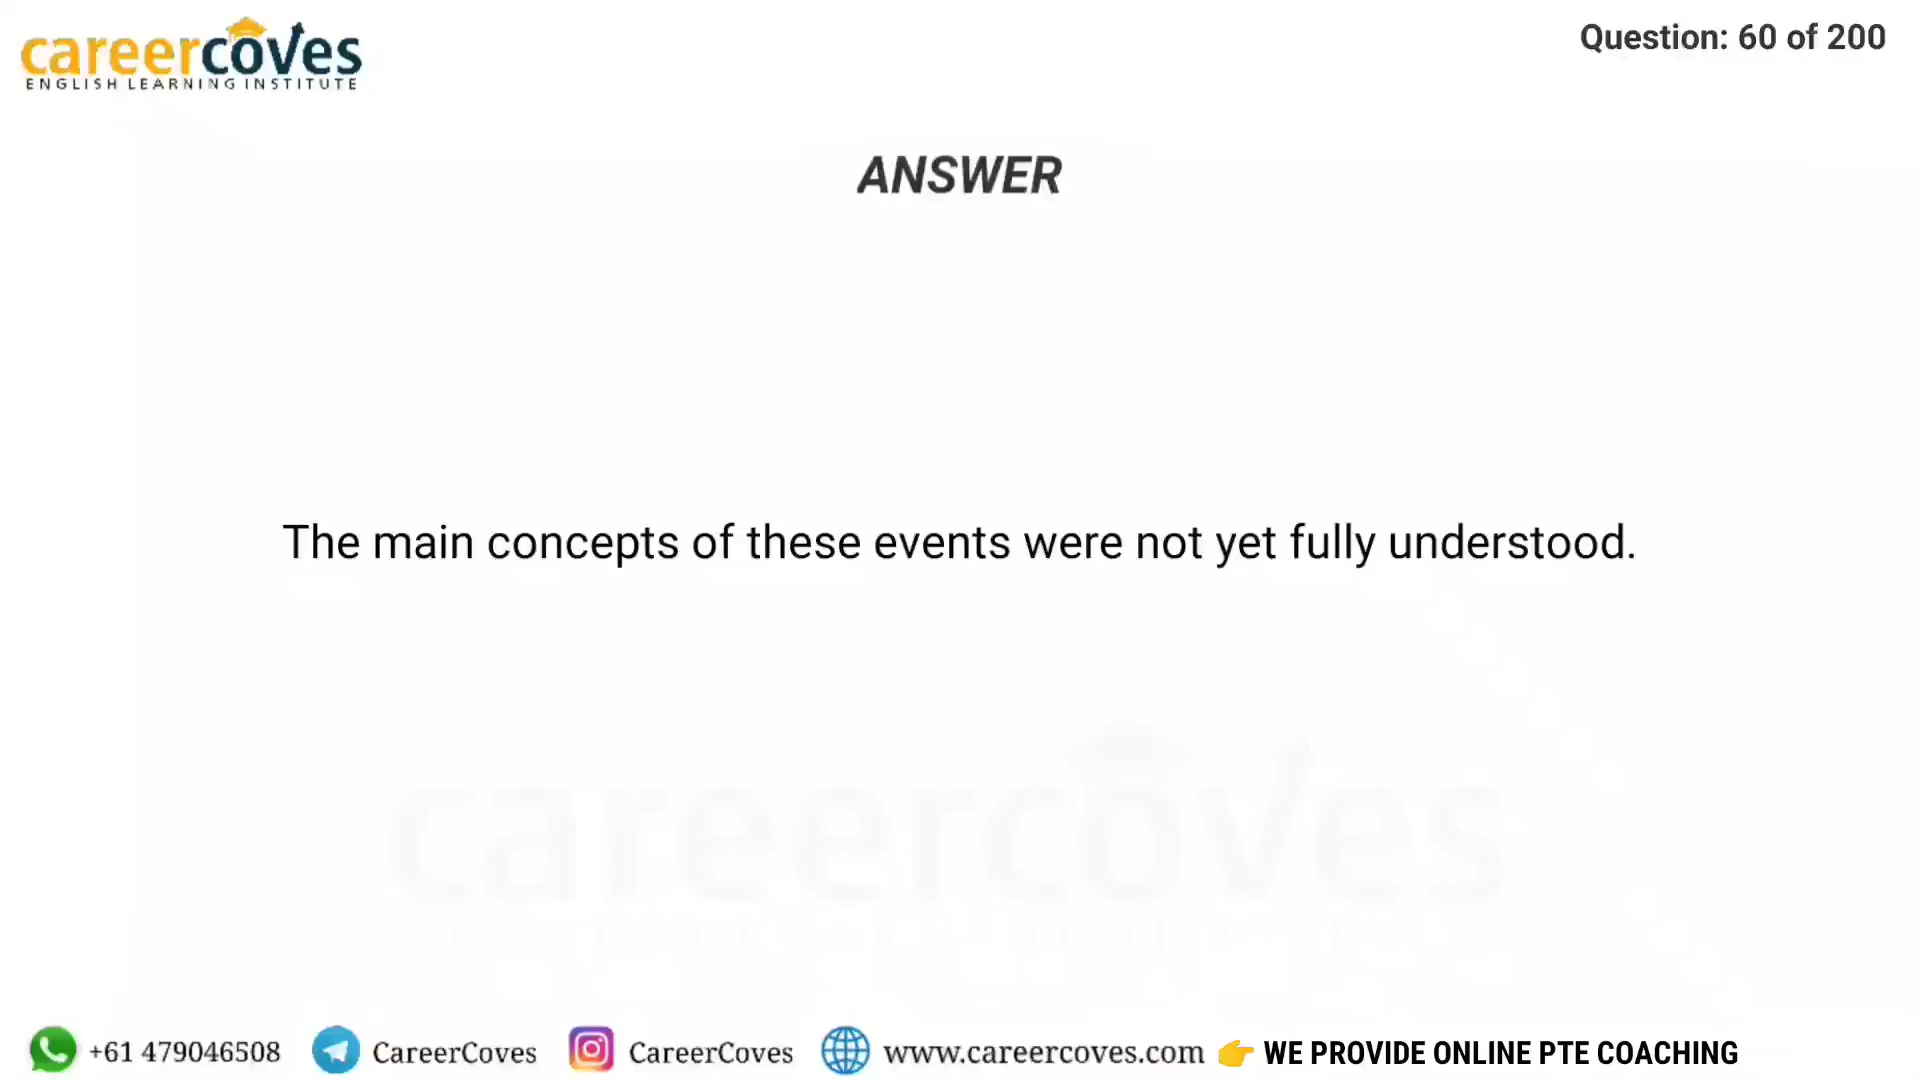 careercoves
ENGLISH LEARNING INSTITUTE
Question: 60 of 200
ANSWER
The main concepts of these events were not yet fully understood.
careercoves
+61 479046508 CareerCoves CareerCoves www.careercoves.com 👉 WE PROVIDE ONLINE PTE COACHING